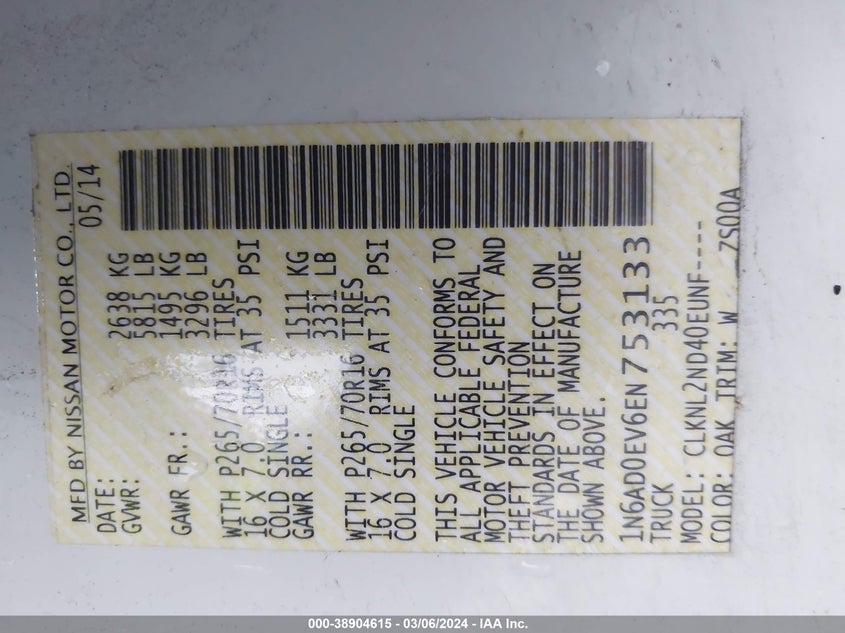 MFD BY NISSAN MOTOR CO., LTD.
DATE: 05/14
GVWR: 2638 KG
5815 LB
GAWR FR.: 1495 KG
3296 LB
WITH P265/70R16 TIRES
16 X 7.0 RIMS AT 35 PSI
COLD SINGLE
GAWR RR.: 1511 KG
3331 LB
WITH P265/70R16 TIRES
16 X 7.0 RIMS AT 35 PSI
COLD SINGLE
THIS VEHICLE CONFORMS TO
ALL APPLICABLE FEDERAL
MOTOR VEHICLE SAFETY AND
THEFT PREVENTION
STANDARDS IN EFFECT ON
THE DATE OF MANUFACTURE
SHOWN ABOVE.
1N6AD0EV6EN753133
TRUCK 335
MODEL: CLKNL2ND40EUNF----
COLOR: QAK TRIM: W ZS00A
000-38904615 - 03/06/2024 - IAA Inc.